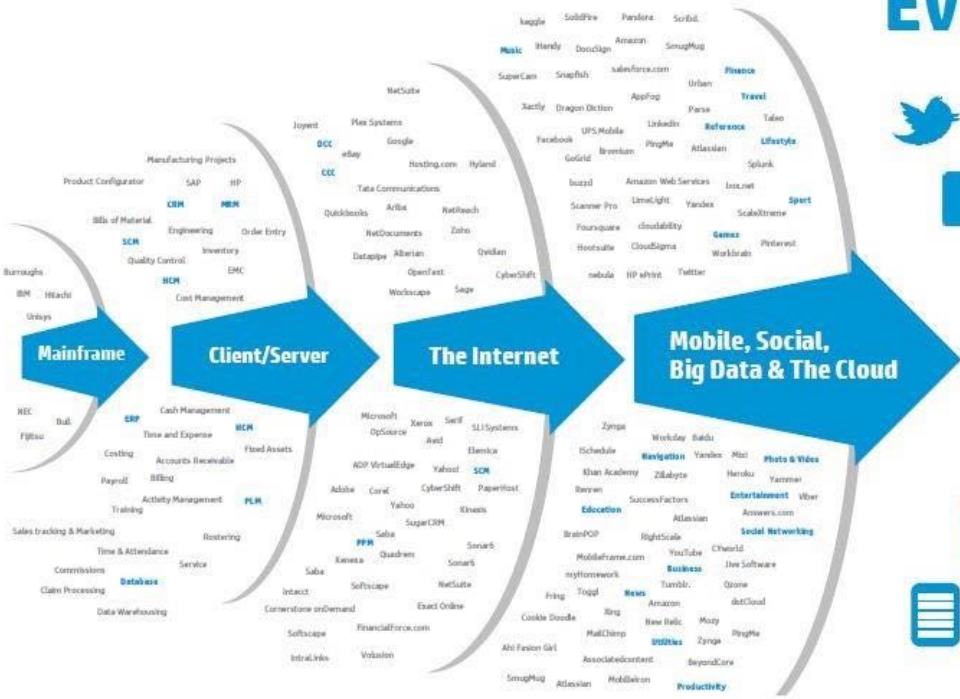 EV
Burroughs
IBM Hitachi
Unisys
Mainframe
NEC
Bull
Fijitsu
Manufacturing Projects
Product Configurator SAP HP
CRM MRM
Bills of Material
Engineering Order Entry
SCM
Inventory
Quality Control
EMC
HCM
Cost Management
Client/Server
Cash Management
ERP
HCM
Time and Expense
Fixed Assets
Costing
Accounts Receivable
Payroll Billing
Activity Management PLM
Training
Sales tracking & Marketing
Rostering
Time & Attendance
Service
Commissions
Database
Claim Processing
Data Warehousing
NetSuite
Joyent Plex Systems
DCC Google
eBay
Hosting.com Hyland
CCC
Tata Communications
Quickbooks Ariba NetReach
NetDocuments Zoho
Datapipe Alterian Qvidian
OpenText CyberShift
Workscape Sage
The Internet
Microsoft Xerox Serif SLI Systems
OpSource
Avid
Elemica
ADP VirtualEdge Yahoo! SCM
Adobe Corel CyberShift PaperHost
Yahoo Kinaxis
Microsoft SugarCRM
Saba
PPM Sonar6
Quadrem
Kenexa Sonar6
Saba
Softscape NetSuite
Intacct
Cornerstone onDemand Exact Online
FinancialForce.com
Softscape
IntraLinks Volusion
kaggle SolidFire Pandora Scribd.
Music iHandy DocuSign Amazon SmugMug
SuperCam Snapfish salesforce.com Finance
Urban
AppFog Travel
Xactly Dragon Diction Parse
LinkedIn Taleo
Facebook UPS Mobile Reference
Bromium PingMe Atlassian Lifestyle
GoGrid
Splunk
buzzd Amazon Web Services box.net
Scanner Pro LimeLight Yandex Sport
ScaleXtreme
Foursquare cloudability
Games
Hootsuite CloudSigma Pinterest
Workbrain
nebula HP ePrint Twitter
Mobile, Social,
Big Data & The Cloud
Zynga
Workday Baidu
iSchedule Navigation Yandex Mixi Photo & Video
Khan Academy Zillabyte Heroku Yammer
Renren
Entertainment Viber
SuccessFactors
Education Answers.com
Atlassian
Social Networking
BrainPOP RightScale
YouTube CYworld
MobileFrame.com
Business Jive Software
myHomework
Tumblr. Qzone
Fring Toggl News
Amazon dotCloud
Xing
Cookie Doodle New Relic Mozy
MailChimp PingMe
Utilities Zynga
Ah! Fasion Girl
Associatedcontent BeyondCore
SmugMug Atlassian MobileIron
Productivity